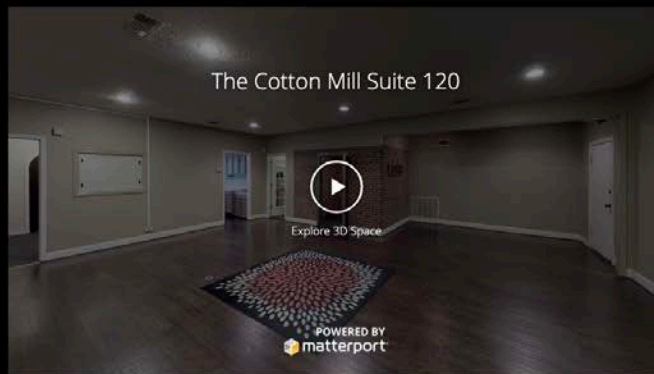 The Cotton Mill Suite 120
Explore 3D Space
POWERED BY
matterport